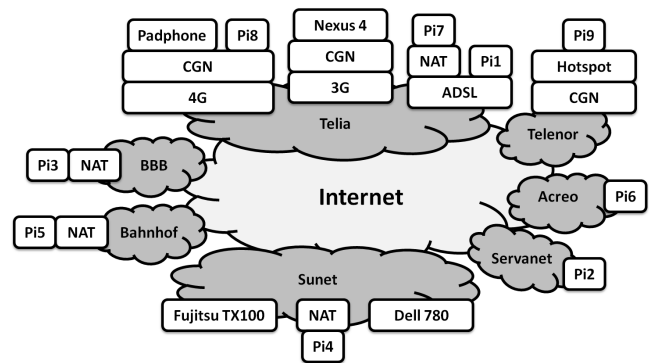 Padphone
Pi8
Nexus 4
Pi7
Pi9
CGN
CGN
NAT
Pi1
Hotspot
4G
3G
ADSL
CGN
Telia
Telenor
Pi3
NAT
BBB
Internet
Acreo
Pi6
Pi5
NAT
Bahnhof
Servanet
Pi2
Sunet
Fujitsu TX100
NAT
Dell 780
Pi4